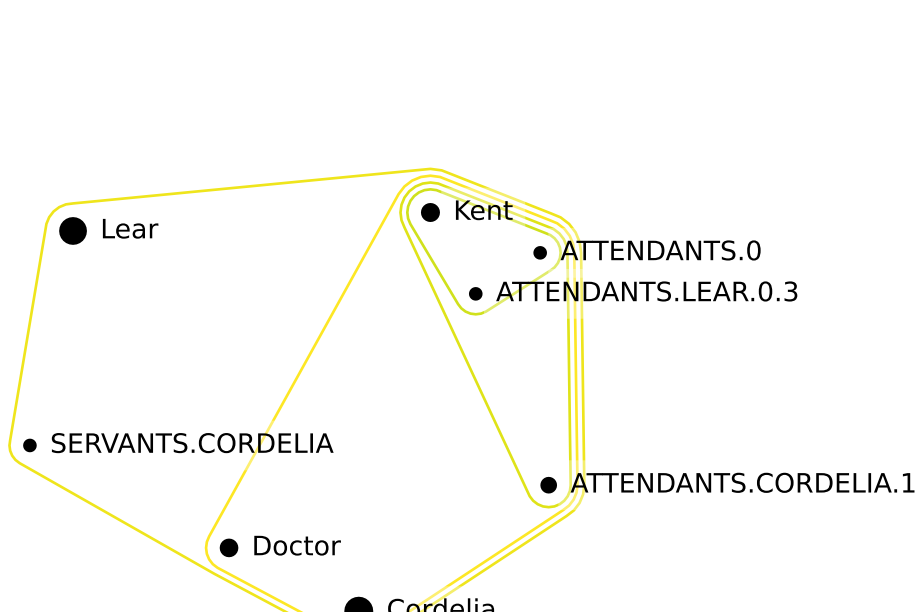 Kent
Lear
ATTENDANTS.0
ATTENDANTS.LEAR.0.3
SERVANTS.CORDELIA
ATTENDANTS.CORDELIA.1
Doctor
Cordelia